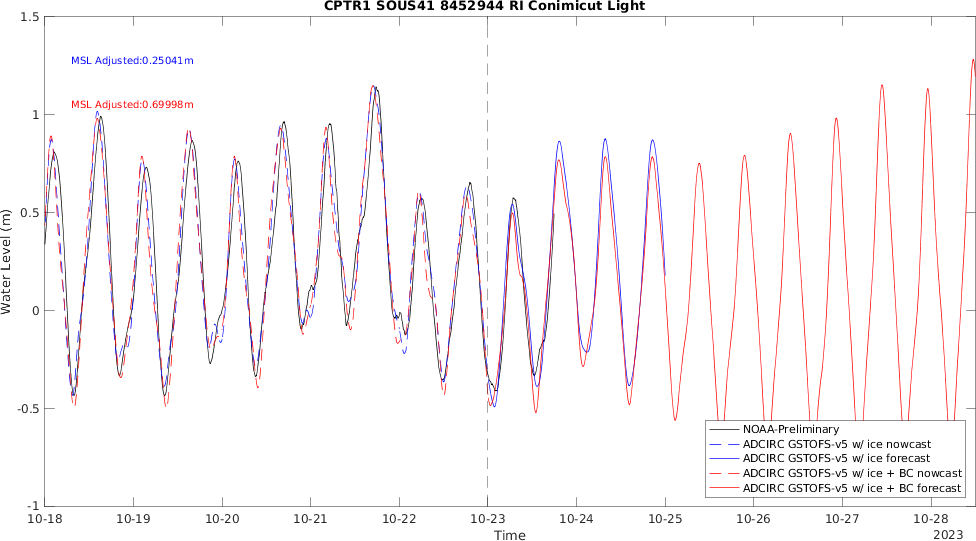 CPTR1 SOUS41 8452944 RI Conimicut Light
1.5
MSL Adjusted:0.25041m
MSL Adjusted:0.69998m
1
0.5
Water Level (m)
0
-0.5
NOAA-Preliminary
ADCIRC GSTOFS-v5 w/ ice nowcast
ADCIRC GSTOFS-v5 w/ ice forecast
ADCIRC GSTOFS-v5 w/ ice + BC nowcast
ADCIRC GSTOFS-v5 w/ ice + BC forecast
-1
10-18 10-19 10-20 10-21 10-22 10-23 10-24 10-25 10-26 10-27 10-28
Time 2023